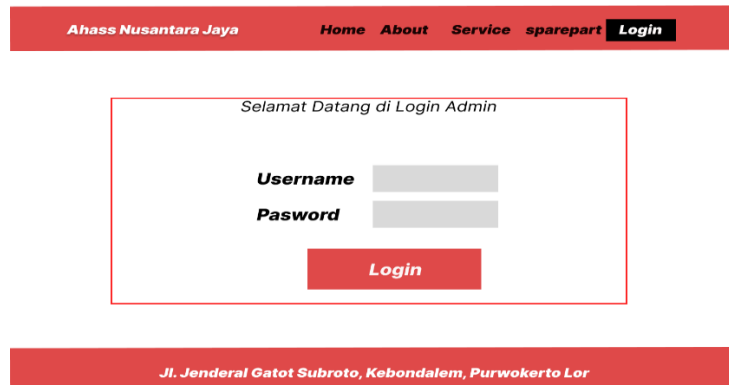 Ahass Nusantara Jaya Home About Service sparepart Login
Selamat Datang di Login Admin
Username
Pasword
Login
Jl. Jenderal Gatot Subroto, Kebondalem, Purwokerto Lor